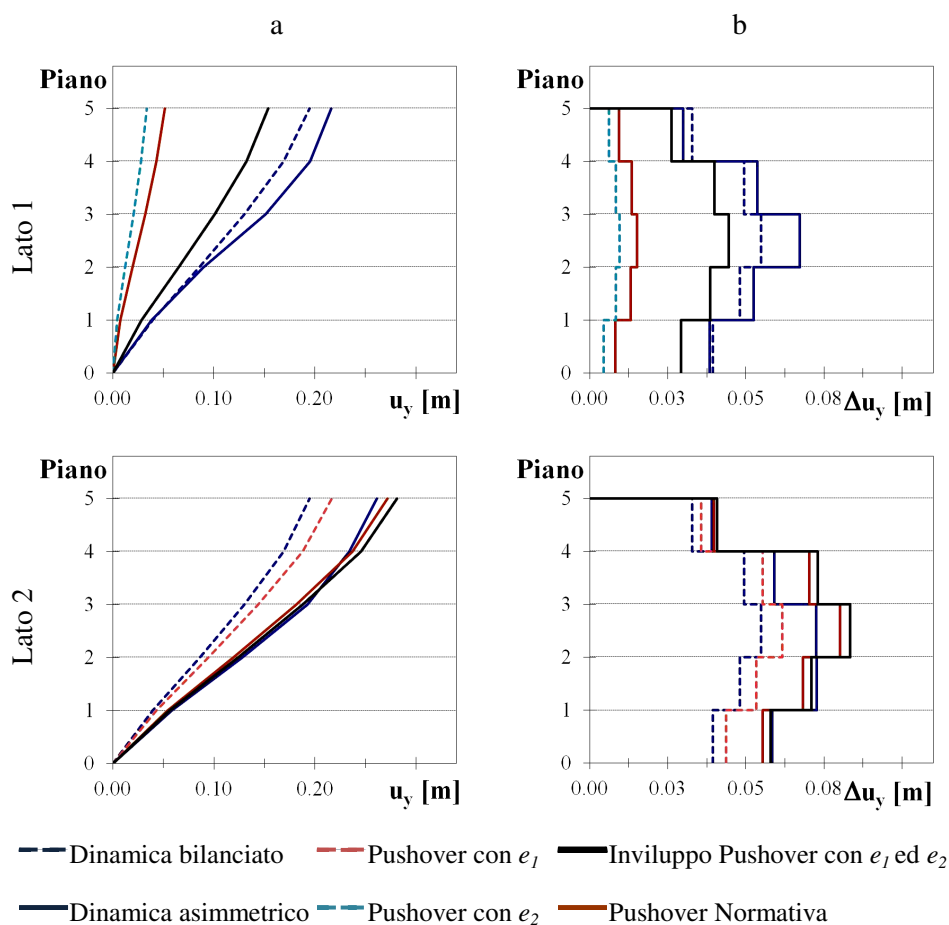 a
b
Piano
Piano
5
4
3
2
1
0
0.00
0.10
0.20
u_y [m]
Lato 1
5
4
3
2
1
0
0.00
0.03
0.05
0.08
Δu_y [m]
Piano
Piano
5
4
3
2
1
0
0.00
0.10
0.20
u_y [m]
Lato 2
5
4
3
2
1
0
0.00
0.03
0.05
0.08
Δu_y [m]
Dinamica bilanciato
Pushover con e₁
Inviluppo Pushover con e₁ ed e₂
Dinamica asimmetrico
Pushover con e₂
Pushover Normativa